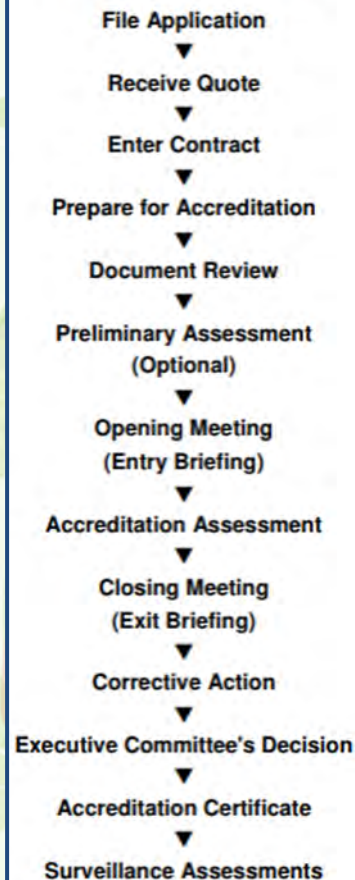 File Application
Receive Quote
Enter Contract
Prepare for Accreditation
Document Review
Preliminary Assessment
(Optional)
Opening Meeting
(Entry Briefing)
Accreditation Assessment
Closing Meeting
(Exit Briefing)
Corrective Action
Executive Committee's Decision
Accreditation Certificate
Surveillance Assessments